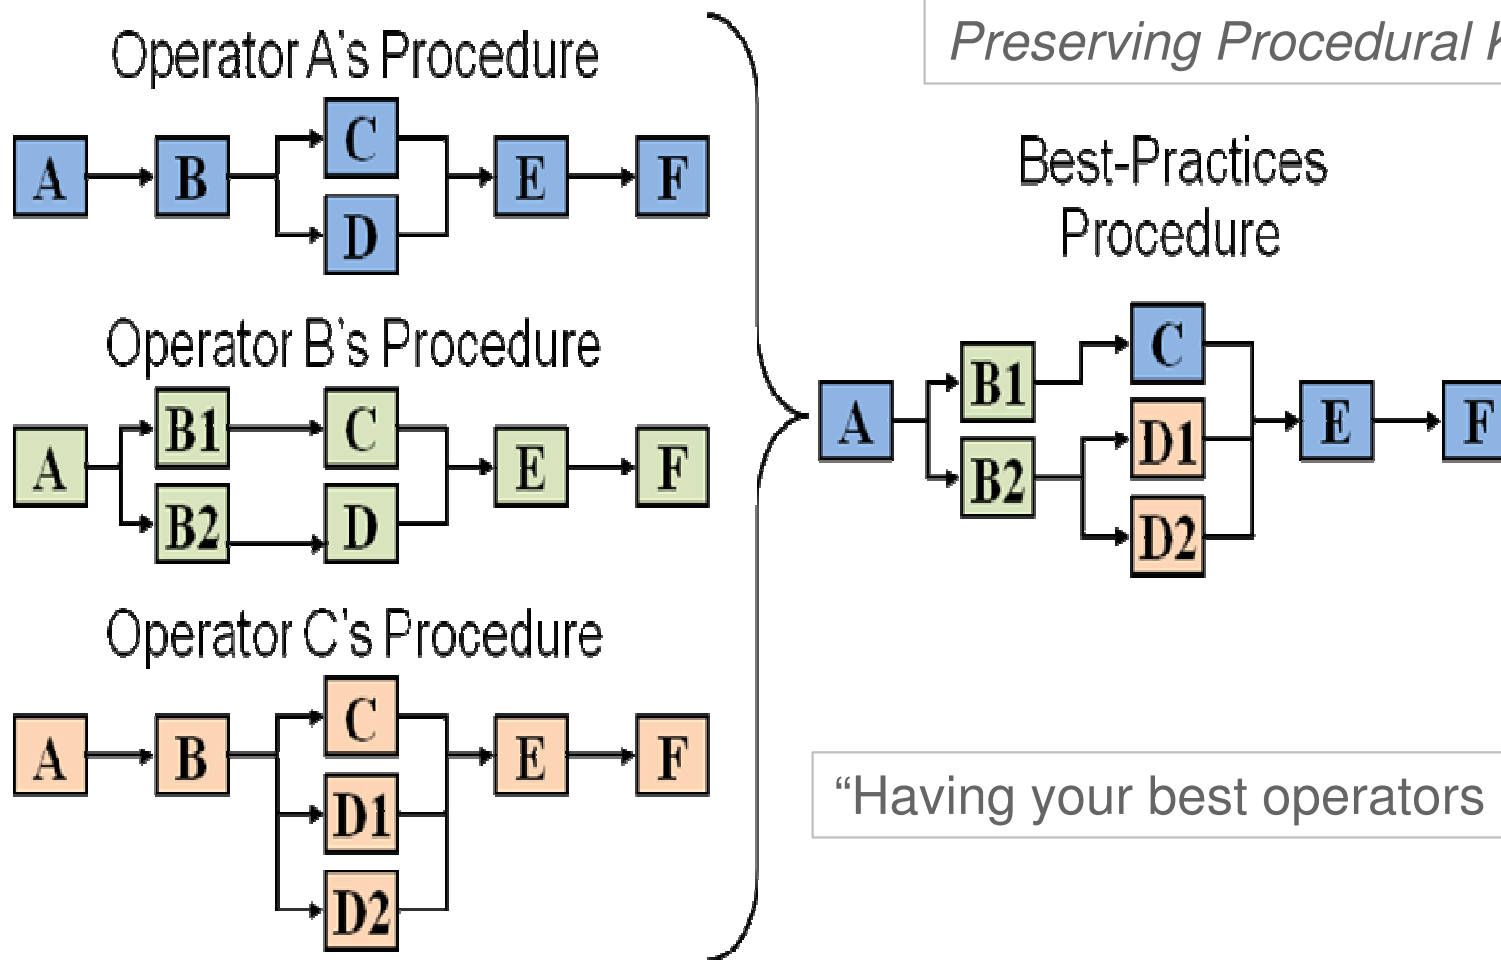 Operator A's Procedure
A B C D E F
Operator B's Procedure
A B1 B2 C D E F
Operator C's Procedure
A B C D1 D2 E F
Preserving Procedural
Best-Practices
Procedure
A B1 B2 C D1 D2 E F
“Having your best operators